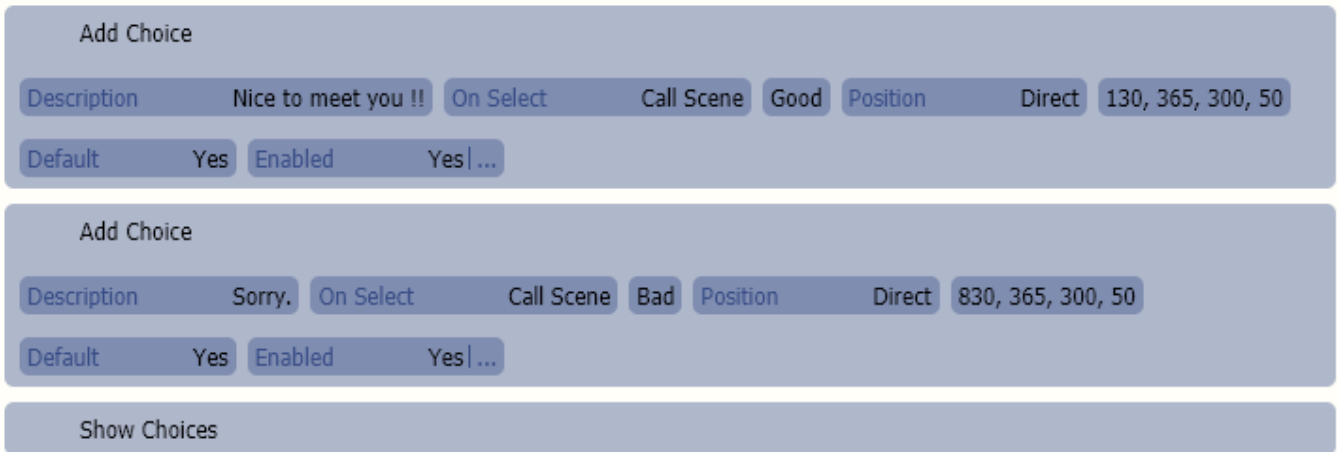 Add Choice
Description Nice to meet you !! On Select Call Scene Good Position Direct 130, 365, 300, 50
Default Yes Enabled Yes| ...
Add Choice
Description Sorry. On Select Call Scene Bad Position Direct 830, 365, 300, 50
Default Yes Enabled Yes| ...
Show Choices